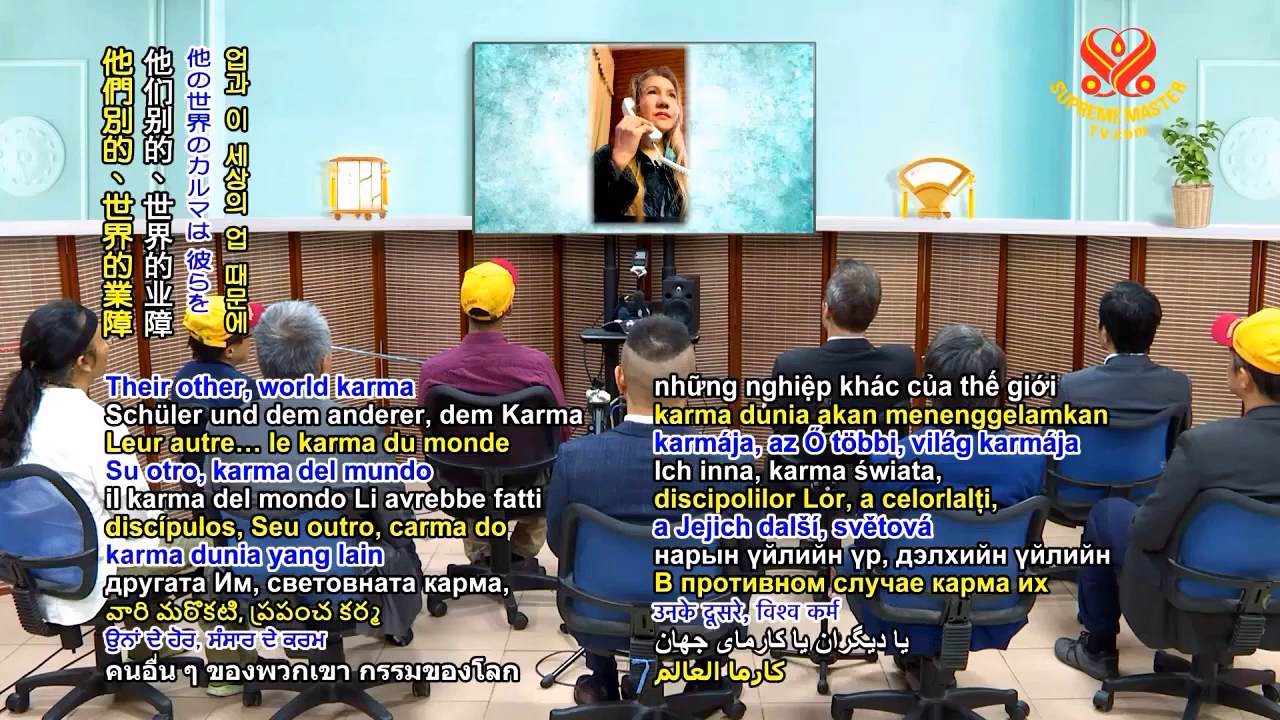 他們別的、世界的業障
他们别的、世界的业障
他の世界のカルマは 彼らを
업과 이 세상의 업 때문에
SUPREME MASTER
TV.com
Their other, world karma
Schüler und dem anderer, dem Karma
Leur autre… le karma du monde
Su otro, karma del mundo
il karma del mondo Li avrebbe fatti
discípulos, Seu outro, carma do
karma dunia yang lain
другата Им, световната карма,
వారి మరొకటి, ప్రపంచ కర్మ
ਉਨਾਂ ਦੇ ਹੋਰ, ਸੰਸਾਰ ਦੇ ਕਰਮ
คนอื่น ๆ ของพวกเขา กรรมของโลก
những nghiệp khác của thế giới
karma dunia akan menenggelamkan
karmája, az Ő többi, világ karmája
Ich inna, karma świata,
discipolilor Lor, a celorlalți,
a Jejich další, světová
нарын үйлийн үр, дэлхийн үйлийн
В противном случае карма их
उनके दूसरे, विश्व कर्म
یا دیگران یا کارمای جهان
كارما العالم